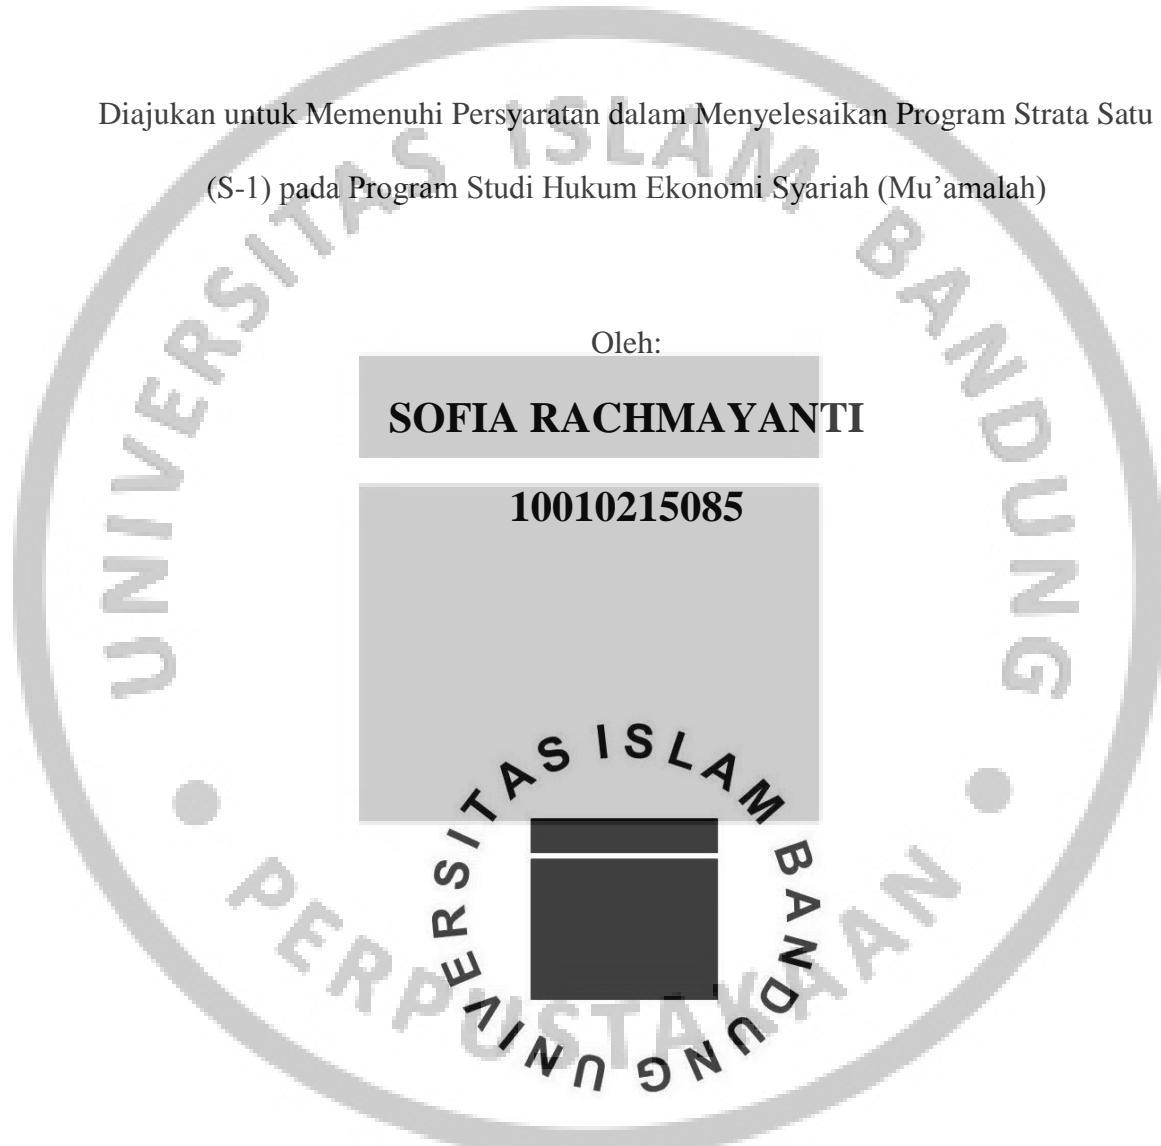 Diajukan untuk Memenuhi Persyaratan dalam Menyelesaikan Program Strata Satu
(S-1) pada Program Studi Hukum Ekonomi Syariah (Mu’amalah)
Oleh:
SOFIA RACHMAYANTI
10010215085
UNIVERSITAS ISLAM BANDUNG
PERPUSTAKAAN
UNIVERSITAS ISLAM BANDUNG